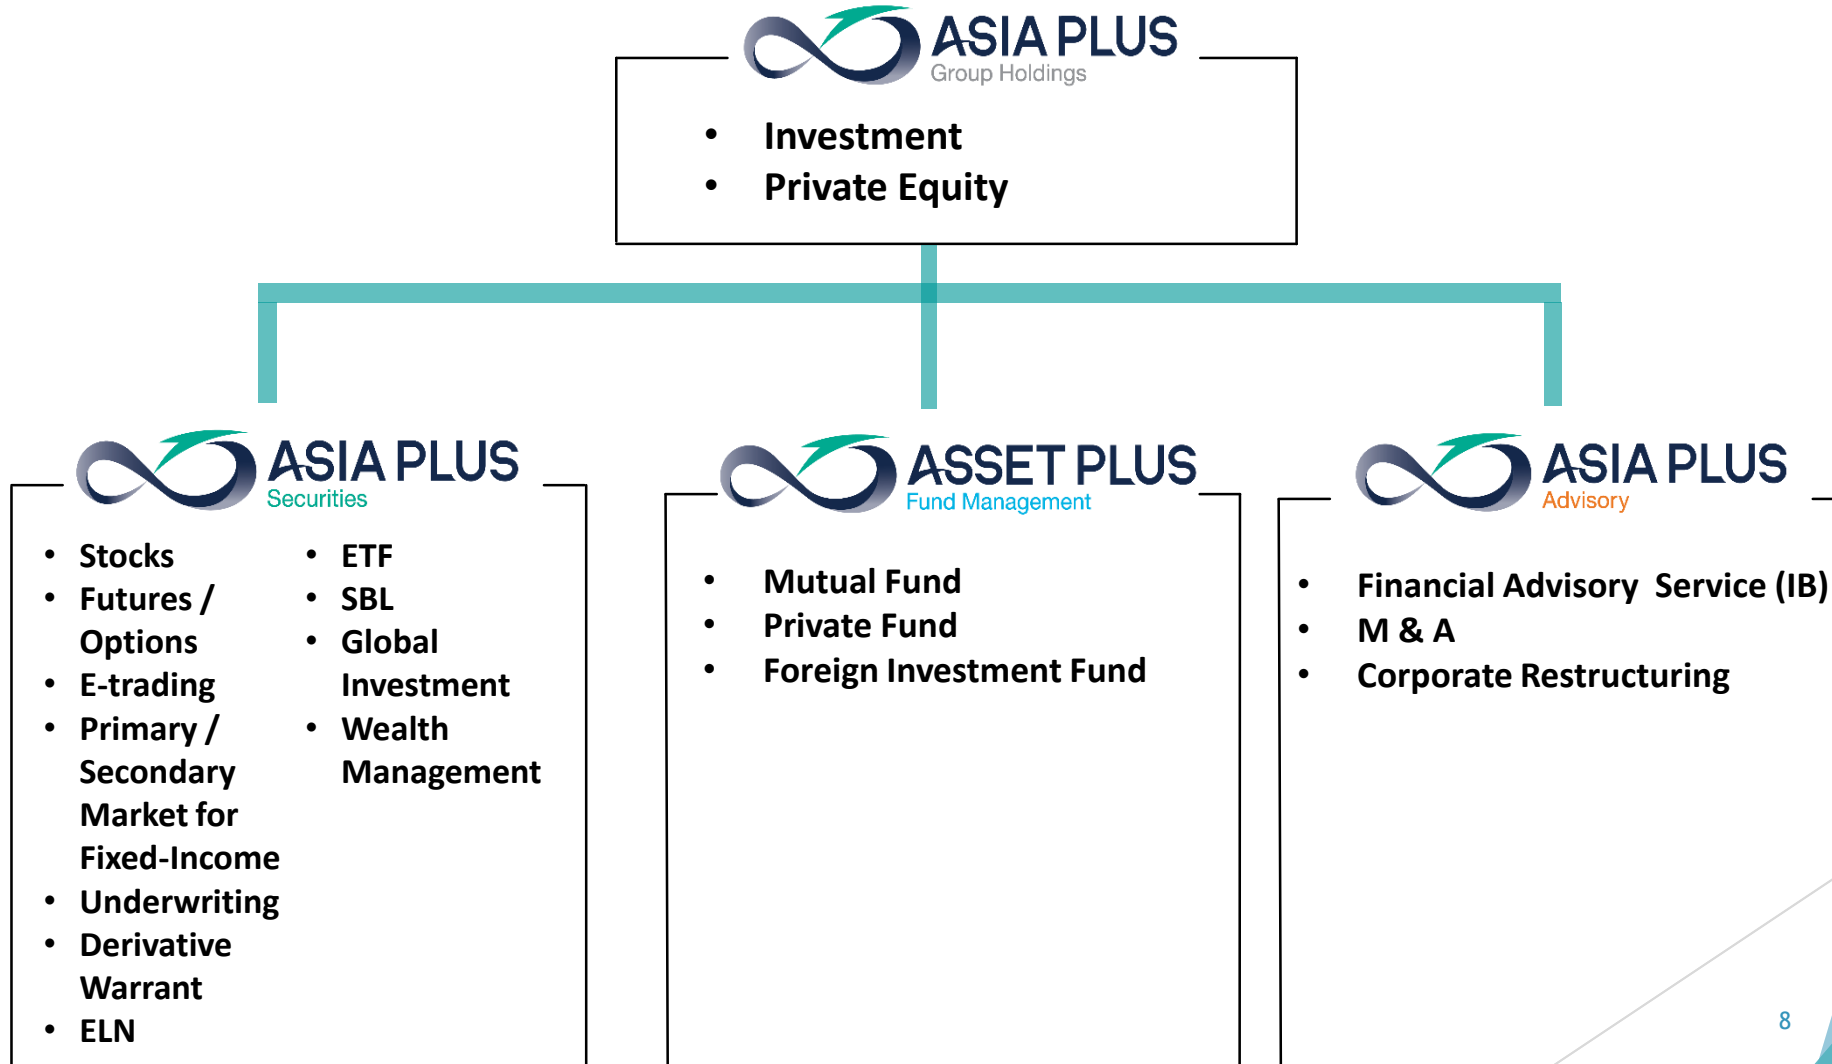 ASIA PLUS
Group Holdings
• Investment
• Private Equity
ASIA PLUS
Securities
• Stocks
• Futures /
Options
• E-trading
• Primary /
Secondary
Market for
Fixed-Income
• Underwriting
• Derivative
Warrant
• ELN
• ETF
• SBL
• Global
Investment
• Wealth
Management
ASSET PLUS
Fund Management
• Mutual Fund
• Private Fund
• Foreign Investment Fund
ASIA PLUS
Advisory
• Financial Advisory Service (IB)
• M & A
• Corporate Restructuring
8